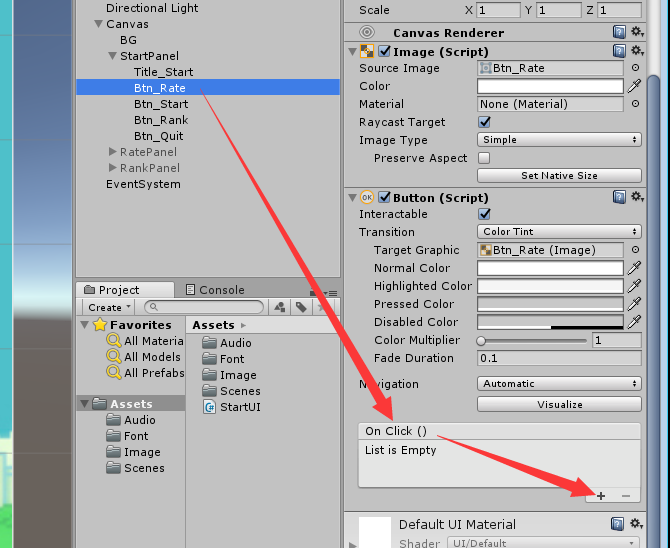 Directional Light
Canvas
BG
StartPanel
Title_Start
Btn_Rate
Btn_Start
Btn_Rank
Btn_Quit
RatePanel
RankPanel
EventSystem
Project
Console
Create
Favorites
All Materia
All Models
All Prefabs
Assets
Audio
Font
Image
Scenes
Assets
Audio
Font
Image
Scenes
StartUI
Scale X 1 Y 1 Z 1
Canvas Renderer
Image (Script)
Source Image Btn_Rate
Color
Material None (Material)
Raycast Target
Image Type Simple
Preserve Aspect
Set Native Size
OK Button (Script)
Interactable
Transition Color Tint
Target Graphic Btn_Rate (Image)
Normal Color
Highlighted Color
Pressed Color
Disabled Color
Color Multiplier 1
Fade Duration 0.1
Navigation Automatic
Visualize
On Click ()
List is Empty
+ −
Default UI Material
Shader UI/Default